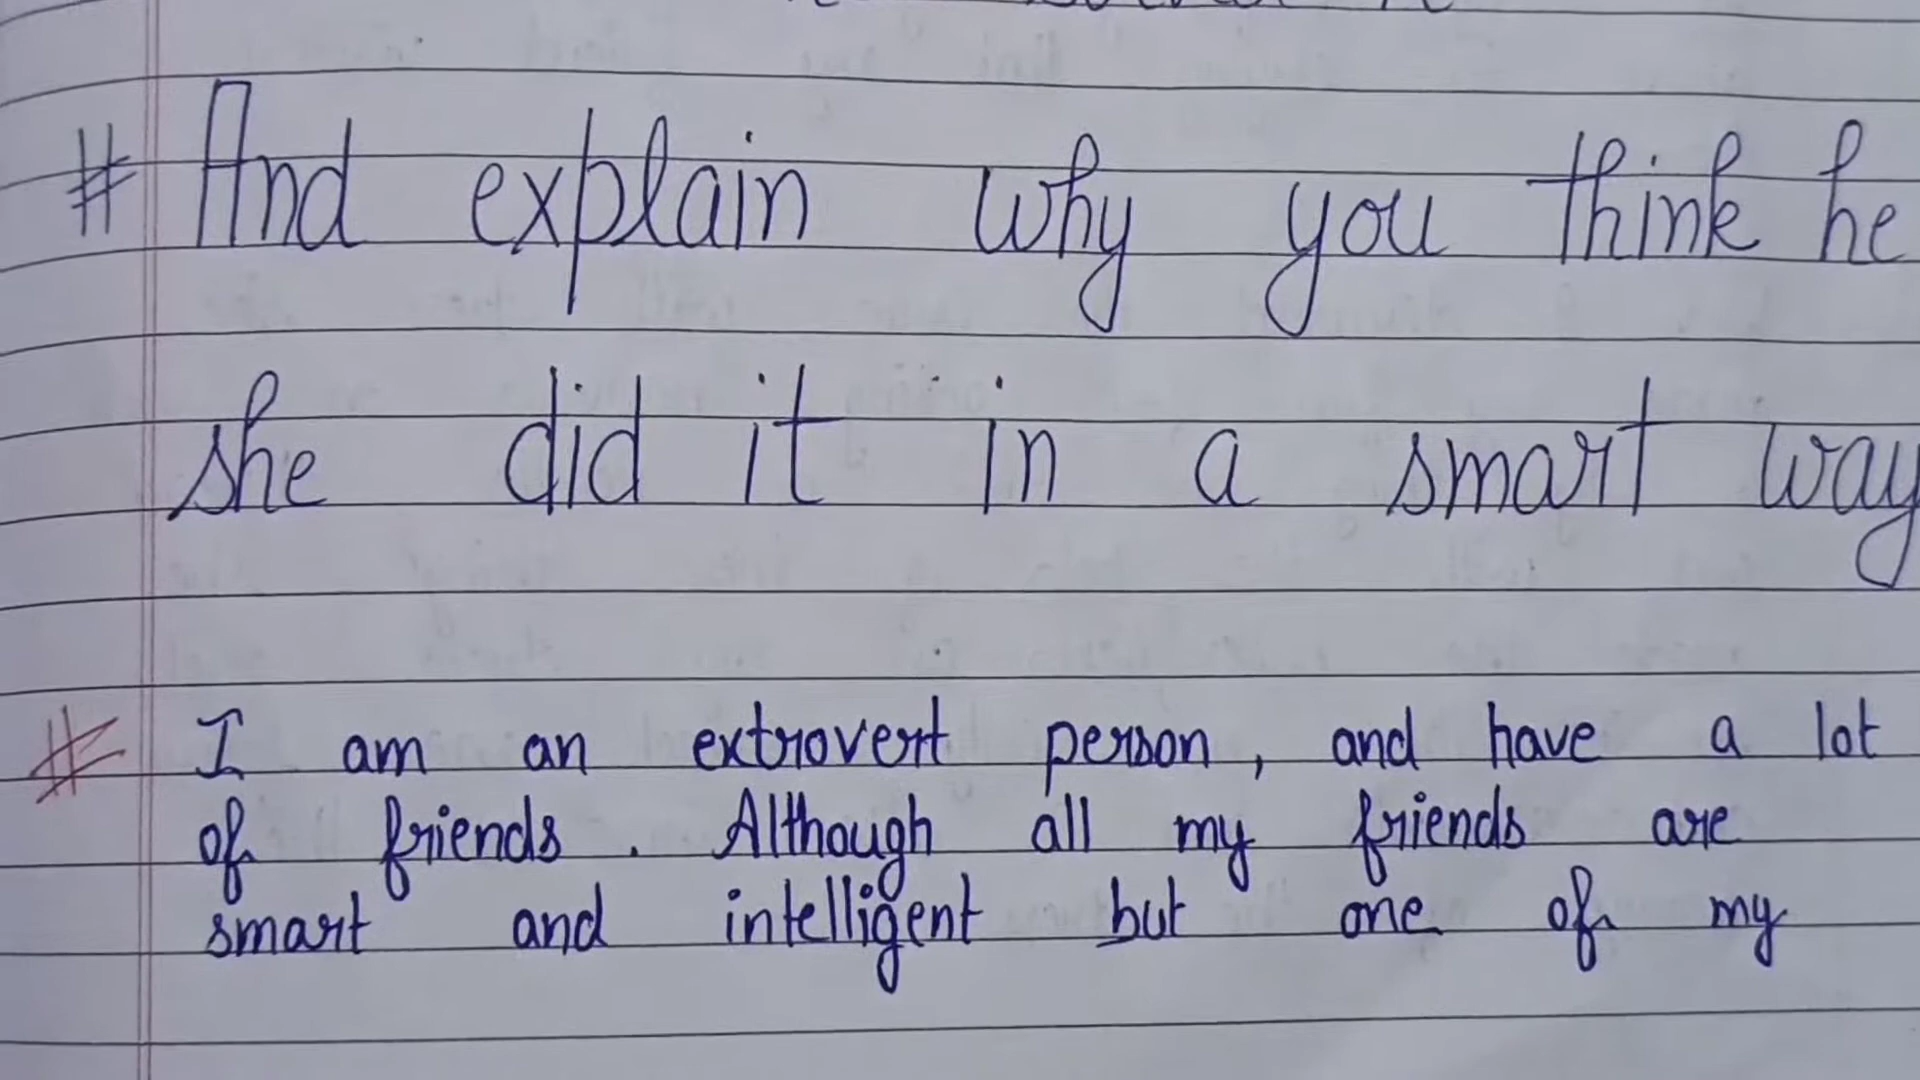 # And explain why you think he
she did it in a smart way
# I am an extrovert person, and have a lot
of friends. Although all my friends are
smart and intelligent but one of my